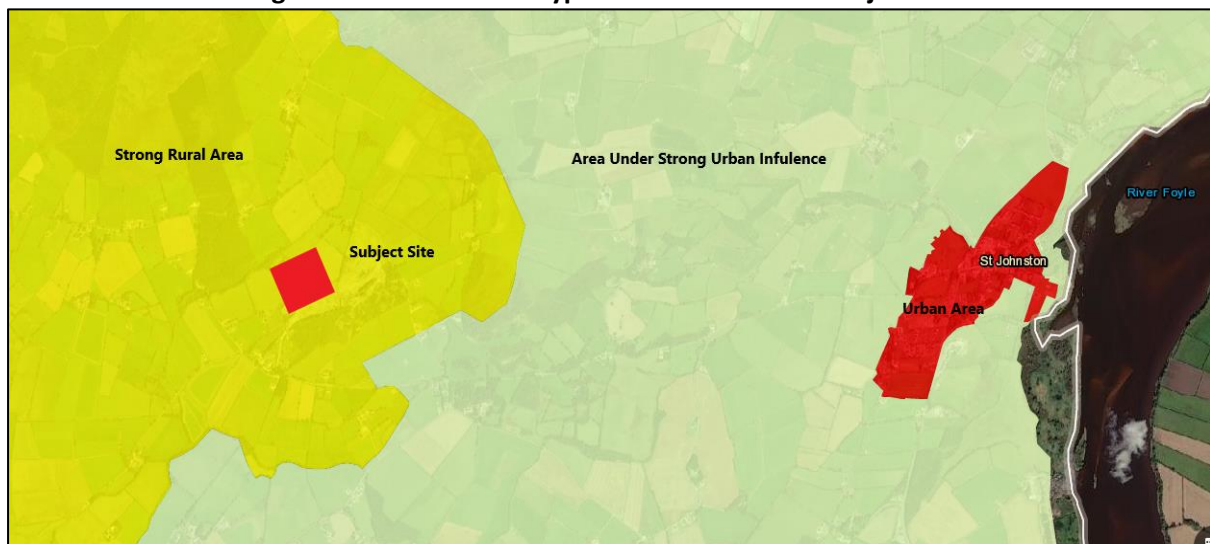 Strong Rural Area
Area Under Strong Urban Infulence
River Foyle
Subject Site
St Johnston
Urban Area